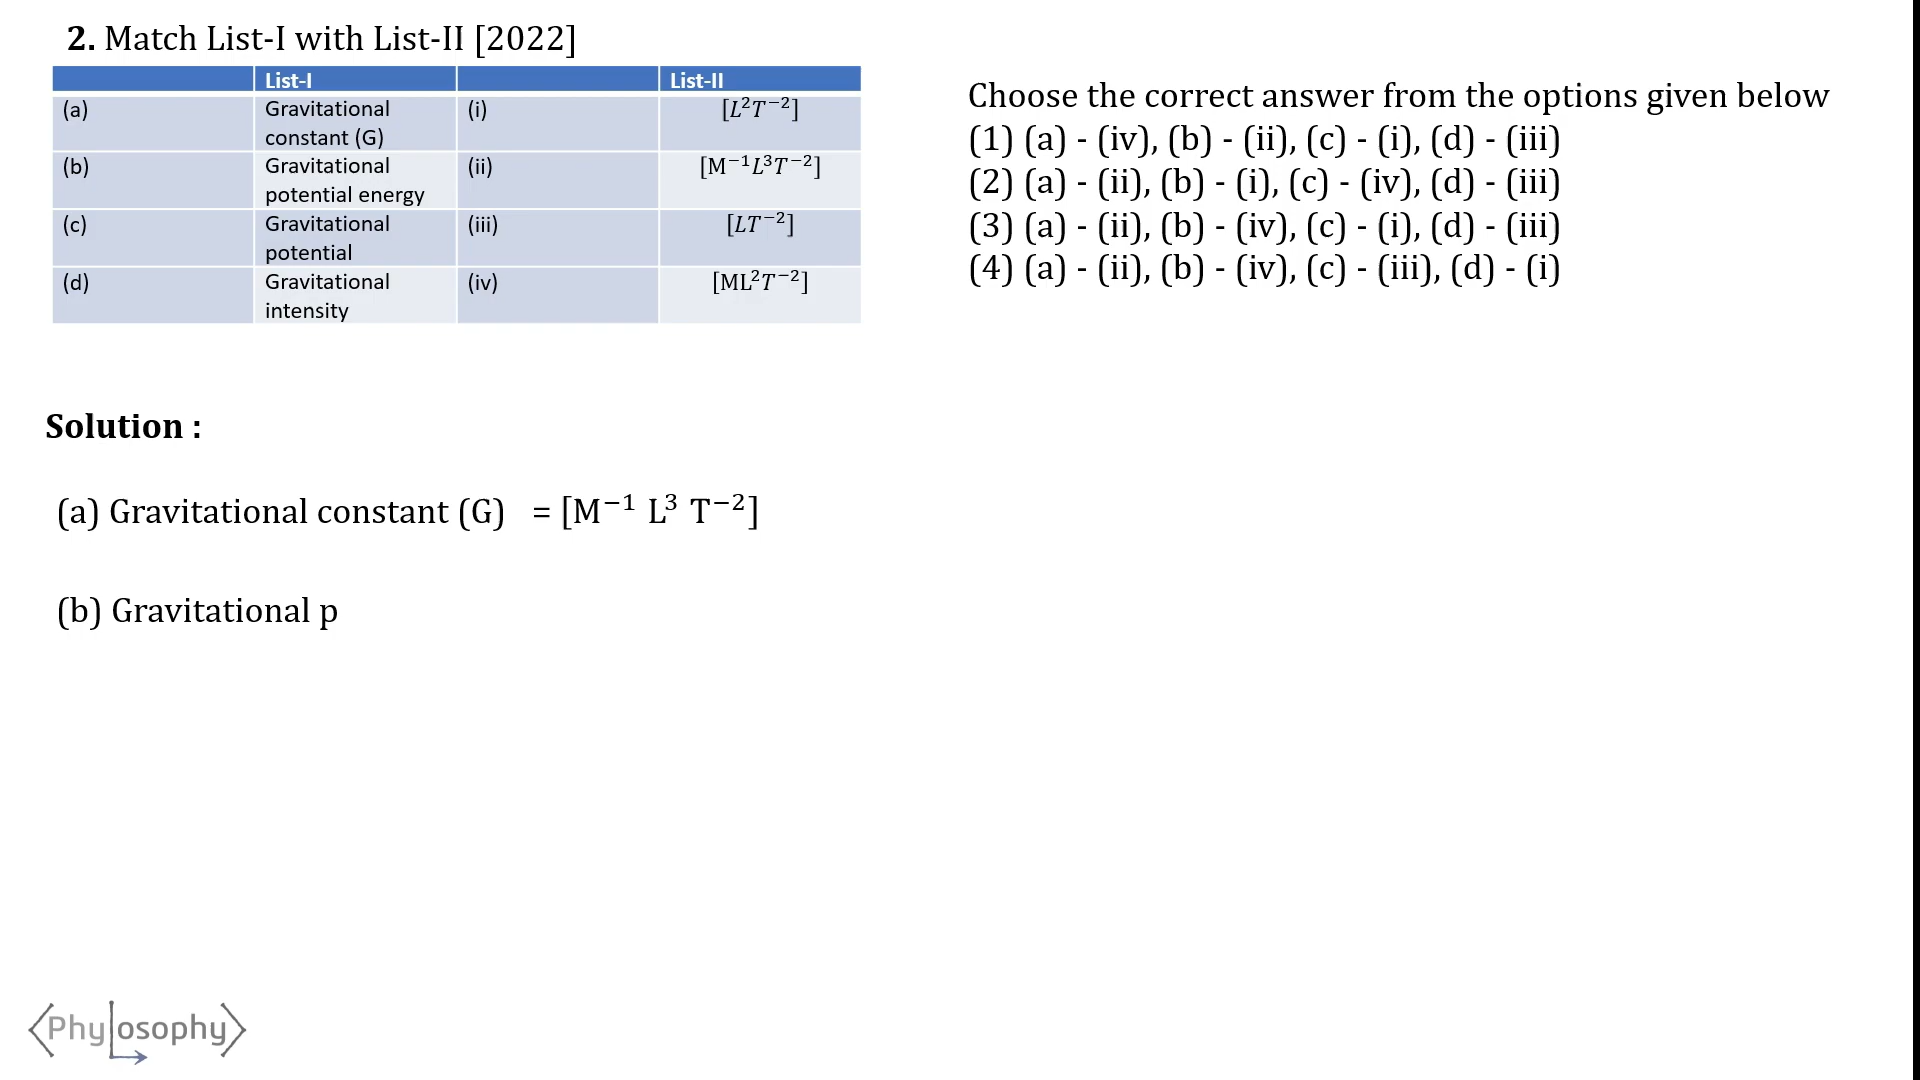 2. Match List-I with List-II [2022]
List-I List-II
(a) Gravitational constant (G) (i) [L²T⁻²]
(b) Gravitational potential energy (ii) [M⁻¹L³T⁻²]
(c) Gravitational potential (iii) [LT⁻²]
(d) Gravitational intensity (iv) [ML²T⁻²]
Choose the correct answer from the options given below
(1) (a) - (iv), (b) - (ii), (c) - (i), (d) - (iii)
(2) (a) - (ii), (b) - (i), (c) - (iv), (d) - (iii)
(3) (a) - (ii), (b) - (iv), (c) - (i), (d) - (iii)
(4) (a) - (ii), (b) - (iv), (c) - (iii), (d) - (i)
Solution :
(a) Gravitational constant (G) = [M⁻¹ L³ T⁻²]
(b) Gravitational p
Phylosophy